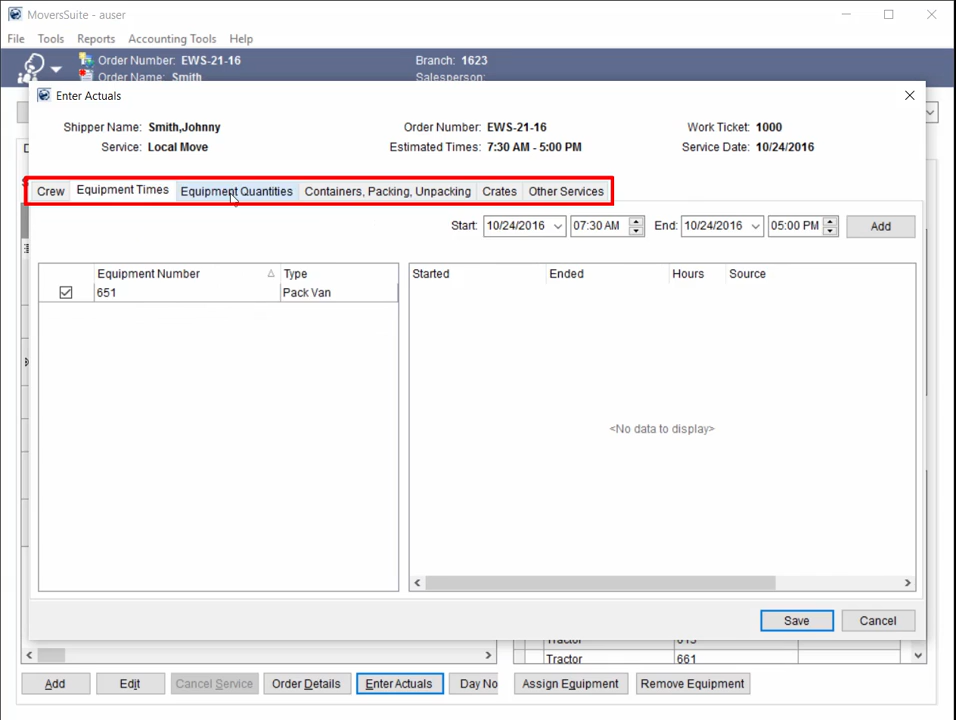 MoversSuite - auser
File Tools Reports Accounting Tools Help
Order Number: EWS-21-16 Branch: 1623
Order Name: Smith Salesperson:
Enter Actuals
Shipper Name: Smith,Johnny Order Number: EWS-21-16 Work Ticket: 1000
Service: Local Move Estimated Times: 7:30 AM - 5:00 PM Service Date: 10/24/2016
Crew Equipment Times Equipment Quantities Containers, Packing, Unpacking Crates Other Services
Start: 10/24/2016 07:30 AM End: 10/24/2016 05:00 PM Add
Equipment Number Type Started Ended Hours Source
651 Pack Van
<No data to display>
Save Cancel
Tractor
Tractor 661
Add Edit Cancel Service Order Details Enter Actuals Day No Assign Equipment Remove Equipment